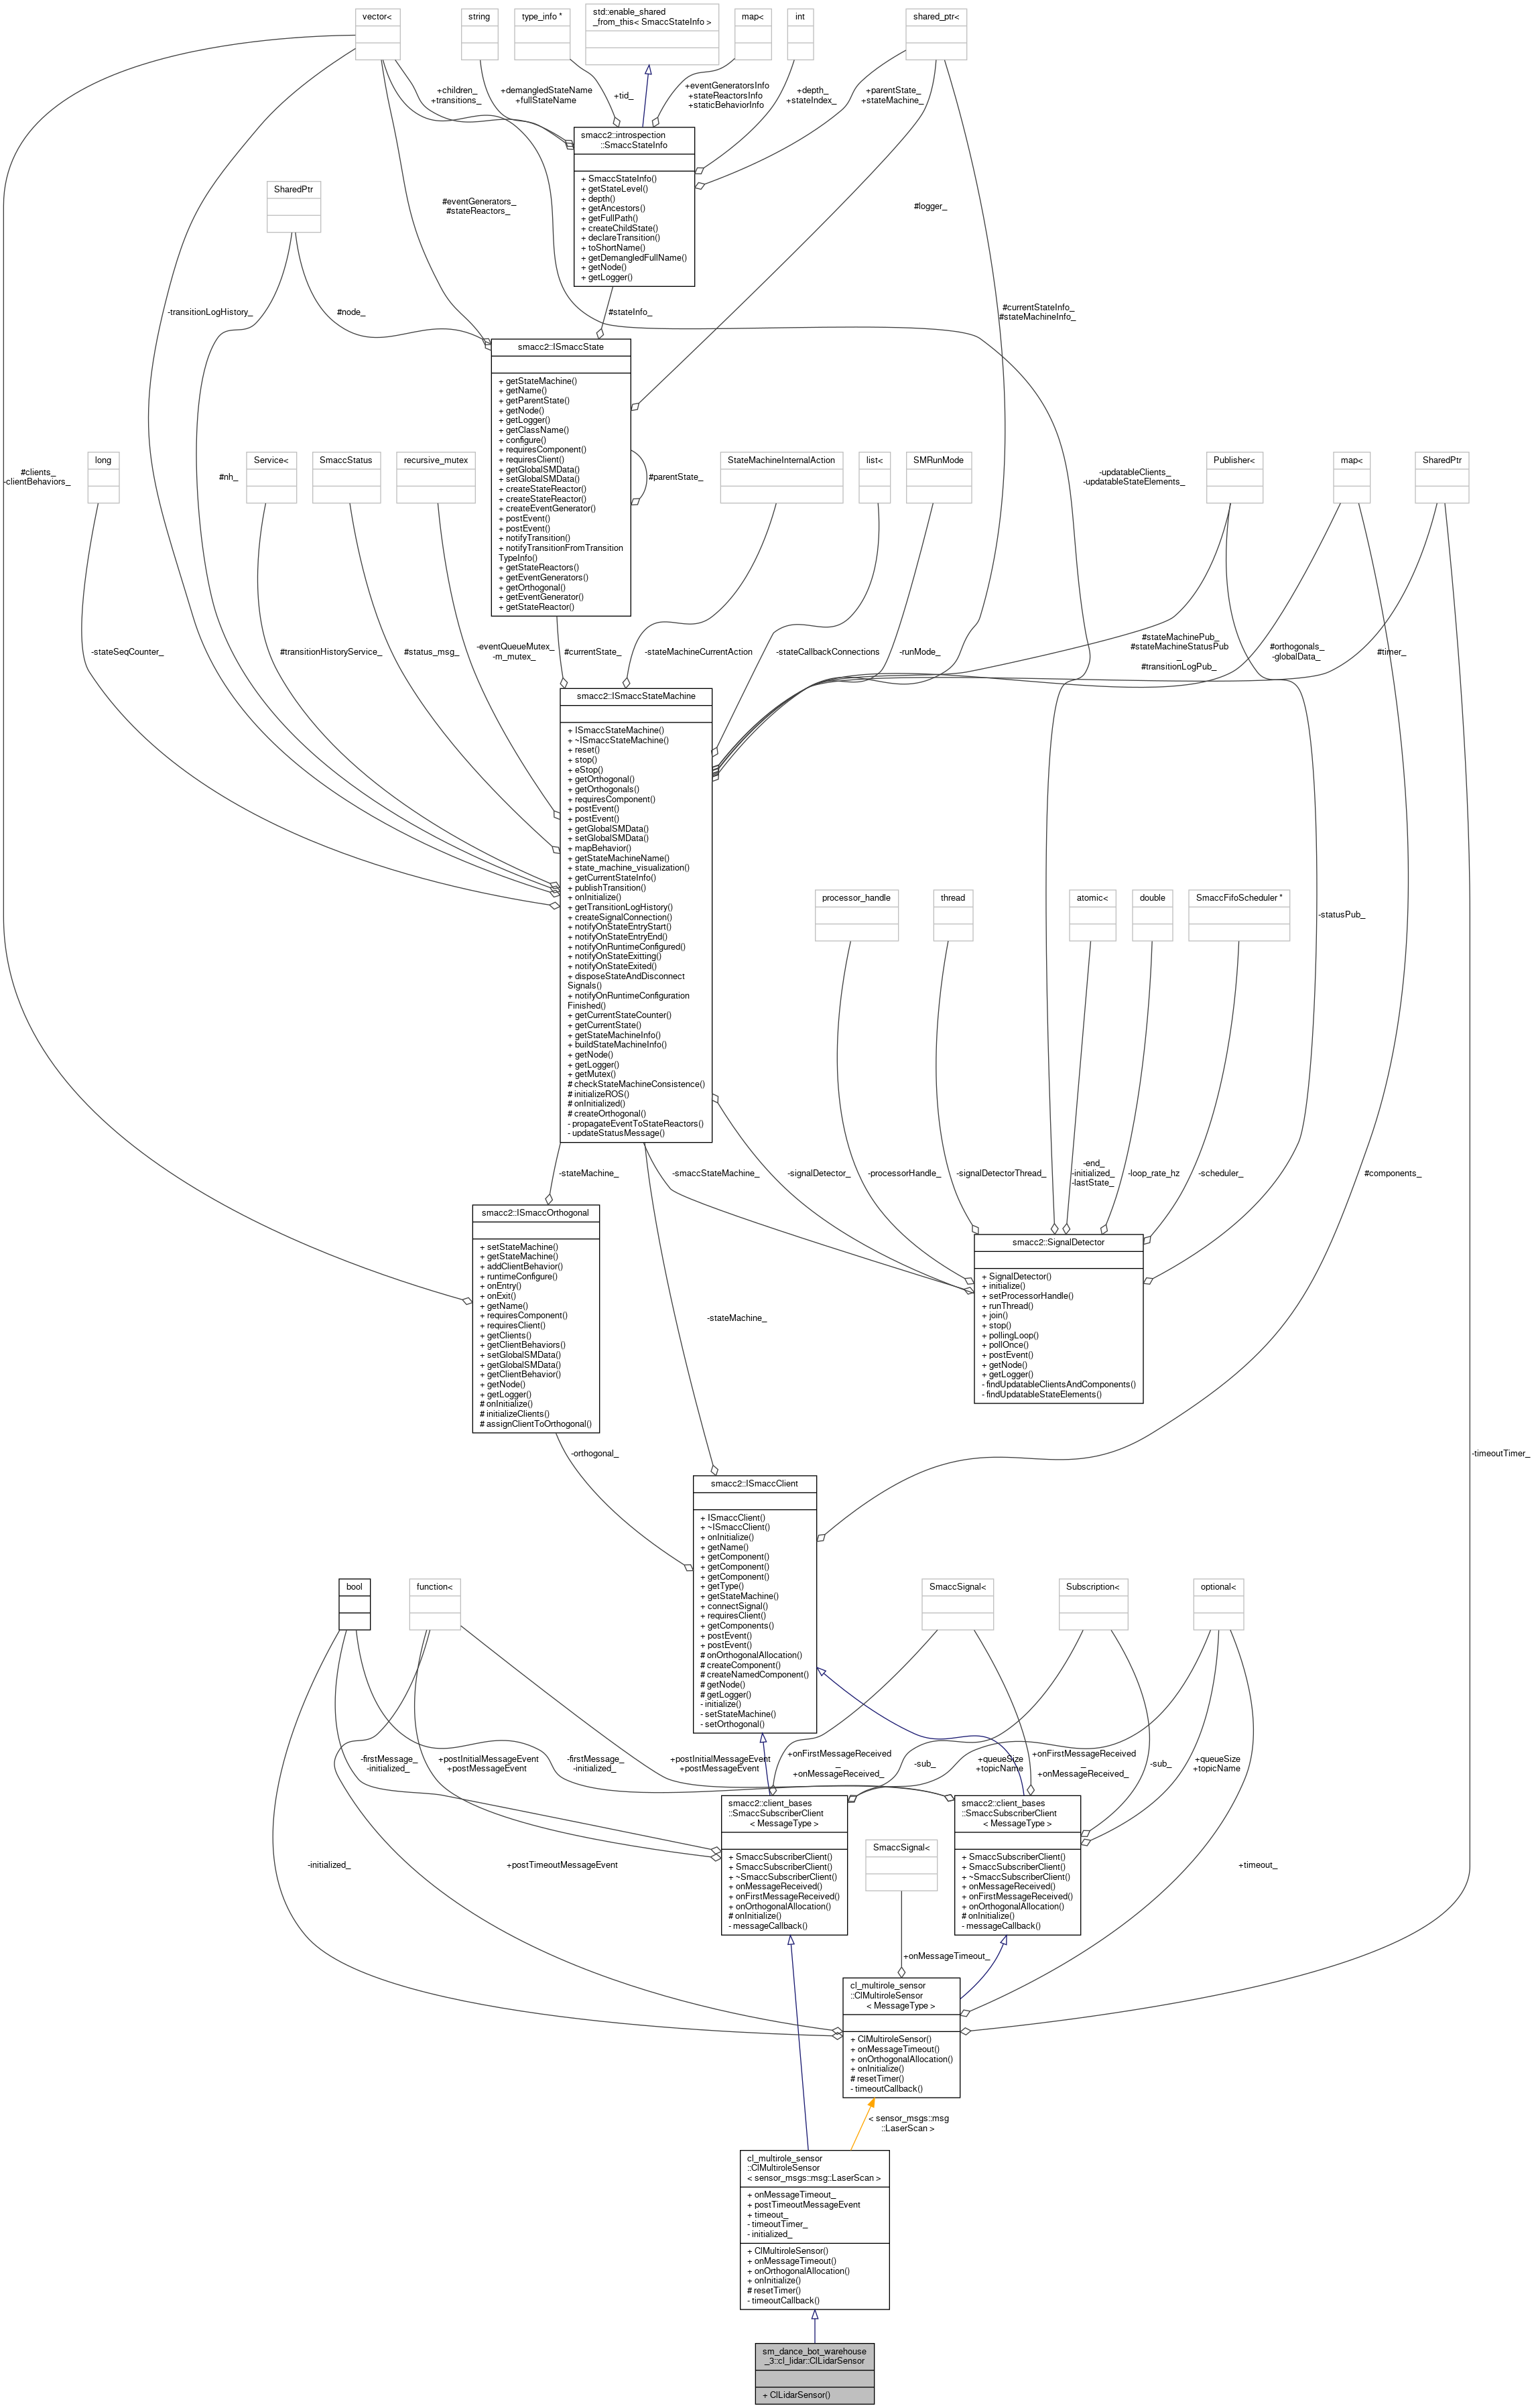 vector<
string
type_info *
std::enable_shared
_from_this< SmaccStateInfo >
map<
int
shared_ptr<
+children_
+transitions_
+demangledStateName
+fullStateName
+tid_
+eventGeneratorsInfo
+stateReactorsInfo
+staticBehaviorInfo
+depth_
+stateIndex_
+parentState_
+stateMachine_
smacc2::introspection
::SmaccStateInfo
+ SmaccStateInfo()
+ getStateLevel()
+ depth()
+ getAncestors()
+ getFullPath()
+ createChildState()
+ declareTransition()
+ toShortName()
+ getDemangledFullName()
+ getNode()
+ getLogger()
SharedPtr
#eventGenerators_
#stateReactors_
#logger_
-transitionLogHistory_
#node_
#stateInfo_
#currentStateInfo_
#stateMachineInfo_
smacc2::ISmaccState
+ getStateMachine()
+ getName()
+ getParentState()
+ getNode()
+ getLogger()
+ getClassName()
+ configure()
+ requiresComponent()
+ requiresClient()
+ getGlobalSMData()
+ setGlobalSMData()
+ createStateReactor()
+ createStateReactor()
+ createEventGenerator()
+ postEvent()
+ postEvent()
+ notifyTransition()
+ notifyTransitionFromTransition
TypeInfo()
+ getStateReactors()
+ getEventGenerators()
+ getOrthogonal()
+ getEventGenerator()
+ getStateReactor()
#clients_
-clientBehaviors_
long
#nh_
Service<
SmaccStatus
recursive_mutex
#parentState_
StateMachineInternalAction
list<
SMRunMode
-updatableClients_
-updatableStateElements_
Publisher<
map<
SharedPtr
-stateSeqCounter_
#transitionHistoryService_
#status_msg_
-eventQueueMutex_
-m_mutex_
#currentState_
-stateMachineCurrentAction
-stateCallbackConnections
-runMode_
#stateMachinePub_
#stateMachineStatusPub
_
#transitionLogPub_
#orthogonals_
-globalData_
#timer_
smacc2::ISmaccStateMachine
+ ISmaccStateMachine()
+ ~ISmaccStateMachine()
+ reset()
+ stop()
+ eStop()
+ getOrthogonal()
+ getOrthogonals()
+ requiresComponent()
+ postEvent()
+ postEvent()
+ getGlobalSMData()
+ setGlobalSMData()
+ mapBehavior()
+ getStateMachineName()
+ state_machine_visualization()
+ getCurrentStateInfo()
+ publishTransition()
+ onInitialize()
+ getTransitionLogHistory()
+ createSignalConnection()
+ notifyOnStateEntryStart()
+ notifyOnStateEntryEnd()
+ notifyOnRuntimeConfigured()
+ notifyOnStateExitting()
+ notifyOnStateExited()
+ disposeStateAndDisconnect
Signals()
+ notifyOnRuntimeConfiguration
Finished()
+ getCurrentStateCounter()
+ getCurrentState()
+ getStateMachineInfo()
+ buildStateMachineInfo()
+ getNode()
+ getLogger()
+ getMutex()
# checkStateMachineConsistence()
# initializeROS()
# onInitialized()
# createOrthogonal()
- propagateEventToStateReactors()
- updateStatusMessage()
processor_handle
thread
atomic<
double
SmaccFifoScheduler *
-statusPub_
-stateMachine_
-smaccStateMachine_
-signalDetector_
-processorHandle_
-signalDetectorThread_
-end_
-initialized_
-lastState_
-loop_rate_hz
-scheduler_
#components_
smacc2::ISmaccOrthogonal
+ setStateMachine()
+ getStateMachine()
+ addClientBehavior()
+ runtimeConfigure()
+ onEntry()
+ onExit()
+ getName()
+ requiresComponent()
+ requiresClient()
+ getClients()
+ getClientBehaviors()
+ setGlobalSMData()
+ getGlobalSMData()
+ getClientBehavior()
+ getNode()
+ getLogger()
# onInitialize()
# initializeClients()
# assignClientToOrthogonal()
smacc2::SignalDetector
+ SignalDetector()
+ initialize()
+ setProcessorHandle()
+ runThread()
+ join()
+ stop()
+ pollingLoop()
+ pollOnce()
+ postEvent()
+ getNode()
+ getLogger()
- findUpdatableClientsAndComponents()
- findUpdatableStateElements()
-stateMachine_
-orthogonal_
-timeoutTimer_
smacc2::ISmaccClient
+ ISmaccClient()
+ ~ISmaccClient()
+ onInitialize()
+ getName()
+ getComponent()
+ getComponent()
+ getComponent()
+ getType()
+ getStateMachine()
+ connectSignal()
+ requiresClient()
+ getComponents()
+ postEvent()
+ postEvent()
# onOrthogonalAllocation()
# createComponent()
# createNamedComponent()
# getNode()
# getLogger()
- initialize()
- setStateMachine()
- setOrthogonal()
bool
function<
SmaccSignal<
Subscription<
optional<
-firstMessage_
-initialized_
+postInitialMessageEvent
+postMessageEvent
-firstMessage_
-initialized_
+postInitialMessageEvent
+postMessageEvent
+onFirstMessageReceived
_
+onMessageReceived_
-sub_
+queueSize
+topicName
+onFirstMessageReceived
_
+onMessageReceived_
-sub_
+queueSize
+topicName
smacc2::client_bases
::SmaccSubscriberClient
< MessageType >
+ SmaccSubscriberClient()
+ SmaccSubscriberClient()
+ ~SmaccSubscriberClient()
+ onMessageReceived()
+ onFirstMessageReceived()
+ onOrthogonalAllocation()
# onInitialize()
- messageCallback()
SmaccSignal<
smacc2::client_bases
::SmaccSubscriberClient
< MessageType >
+ SmaccSubscriberClient()
+ SmaccSubscriberClient()
+ ~SmaccSubscriberClient()
+ onMessageReceived()
+ onFirstMessageReceived()
+ onOrthogonalAllocation()
# onInitialize()
- messageCallback()
-initialized_
+postTimeoutMessageEvent
+timeout_
+onMessageTimeout_
cl_multirole_sensor
::ClMultiroleSensor
< MessageType >
+ ClMultiroleSensor()
+ onMessageTimeout()
+ onOrthogonalAllocation()
+ onInitialize()
# resetTimer()
- timeoutCallback()
< sensor_msgs::msg
::LaserScan >
cl_multirole_sensor
::ClMultiroleSensor
< sensor_msgs::msg::LaserScan >
+ onMessageTimeout_
+ postTimeoutMessageEvent
+ timeout_
- timeoutTimer_
- initialized_
+ ClMultiroleSensor()
+ onMessageTimeout()
+ onOrthogonalAllocation()
+ onInitialize()
# resetTimer()
- timeoutCallback()
sm_dance_bot_warehouse
_3::cl_lidar::ClLidarSensor
+ ClLidarSensor()